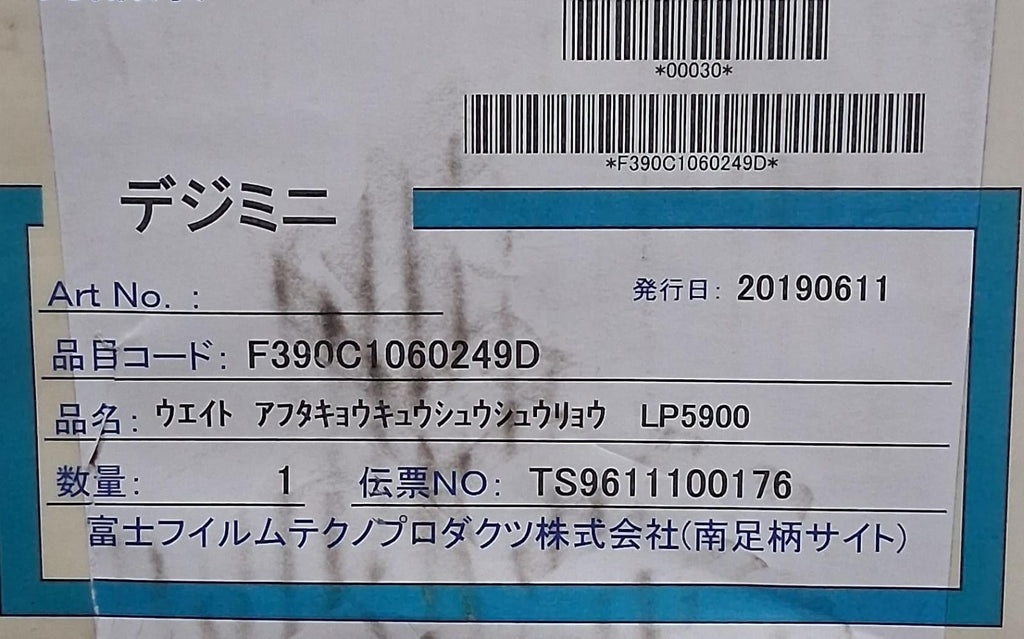 *00030*
*F390C1060249D*
デジミニ
Art No. :
発行日: 20190611
品目コード: F390C1060249D
品名: ウエイト アフタキョウキュウシュウシュウリョウ LP5900
数量: 1 伝票NO: TS9611100176
富士フイルムテクノプロダクツ株式会社(南足柄サイト)